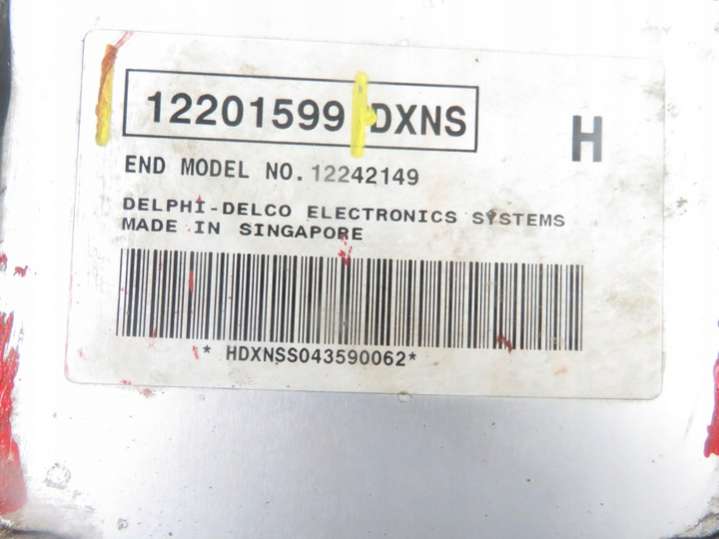 12201599 DXNS
H
END MODEL NO. 12242149
DELPHI-DELCO ELECTRONICS SYSTEMS
MADE IN SINGAPORE
* HDXNSS043590062*